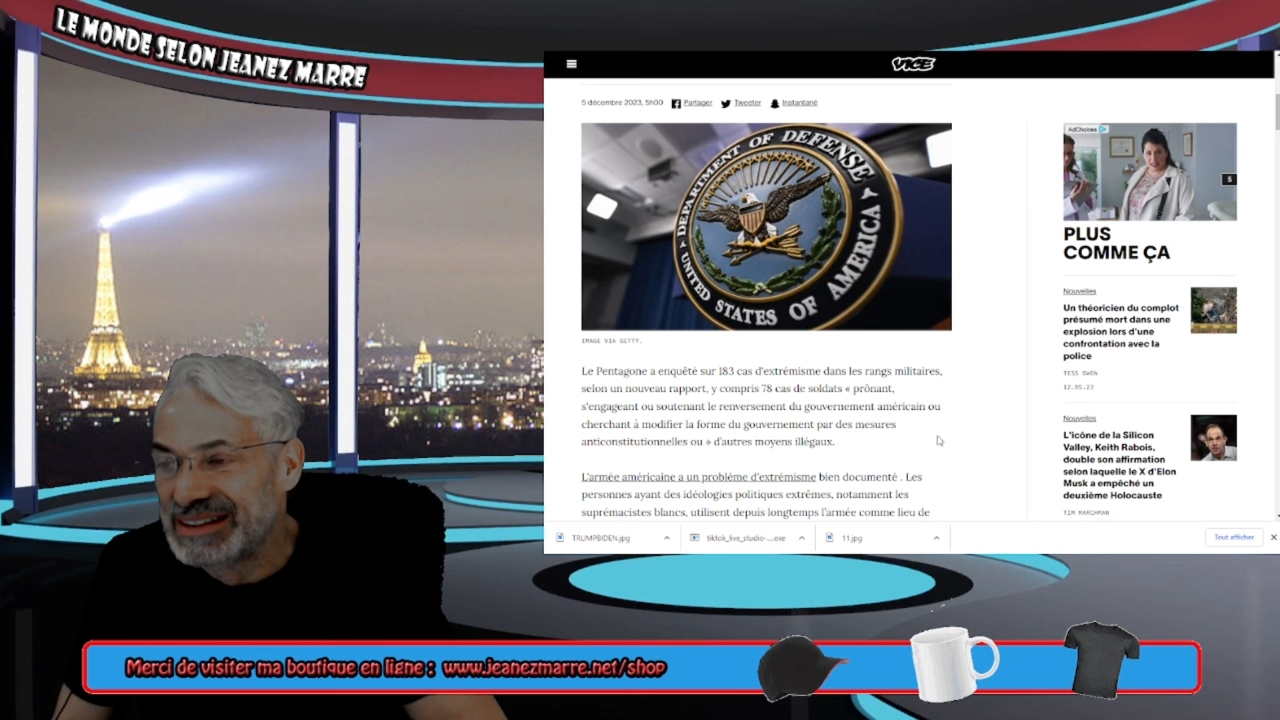 LE MONDE SELON JEANEZ MARRE
VICE
5 décembre 2023, 5h00 Partager Tweeter Instantané
DEPARTMENT OF DEFENSE
UNITED STATES OF AMERICA
IMAGE VIA GETTY.
Le Pentagone a enquêté sur 183 cas d'extrémisme dans les rangs militaires,
selon un nouveau rapport, y compris 78 cas de soldats « prônant,
s'engageant ou soutenant le renversement du gouvernement américain ou
cherchant à modifier la forme du gouvernement par des mesures
anticonstitutionnelles ou » d'autres moyens illégaux.
L'armée américaine a un problème d'extrémisme bien documenté . Les
personnes ayant des idéologies politiques extrêmes, notamment les
suprémacistes blancs, utilisent depuis longtemps l'armée comme lieu de
AdChoices
PLUS
COMME ÇA
Nouvelles
Un théoricien du complot
présumé mort dans une
explosion lors d'une
confrontation avec la
police
TESS OWEN
12.05.23
Nouvelles
L'icône de la Silicon
Valley, Keith Rabois,
double son affirmation
selon laquelle le X d'Elon
Musk a empêché un
deuxième Holocauste
TIM MARCHMAN
TRUMPBIDEN.jpg
tiktok_live_studio-....exe
11.jpg
Tout afficher
Merci de visiter ma boutique en ligne : www.jeanezmarre.net/shop